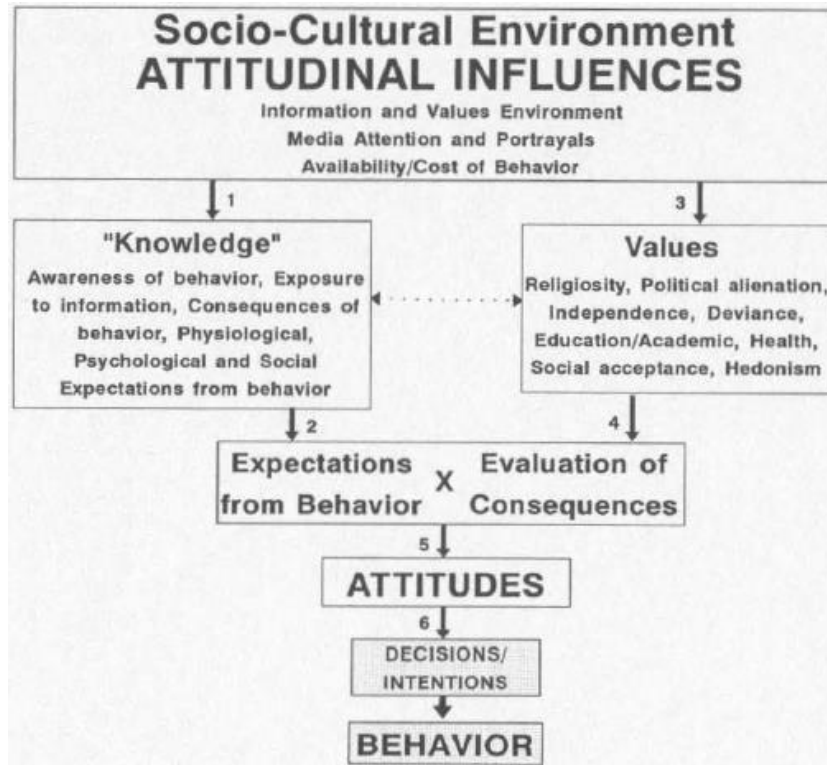 Socio-Cultural Environment
ATTITUDINAL INFLUENCES
Information and Values Environment
Media Attention and Portrayals
Availability/Cost of Behavior
1
3
"Knowledge"
Awareness of behavior, Exposure
to information, Consequences of
behavior, Physiological,
Psychological and Social
Expectations from behavior
Values
Religiosity, Political alienation,
Independence, Deviance,
Education/Academic, Health,
Social acceptance, Hedonism
2
4
Expectations
from Behavior
X
Evaluation of
Consequences
5
ATTITUDES
6
DECISIONS/
INTENTIONS
BEHAVIOR